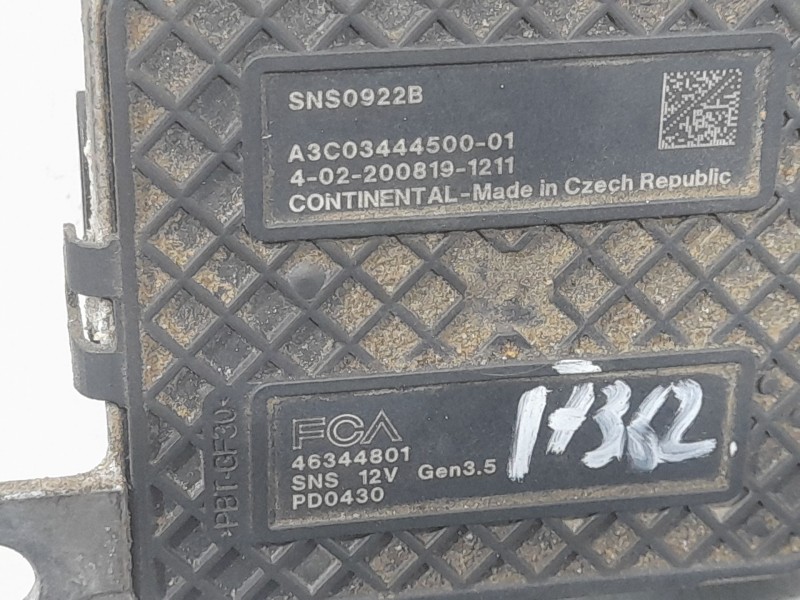 SNS0922B
A3C03444500-01
4-02-200819-1211
CONTINENTAL-Made in Czech Republic
FCA
46344801
SNS 12V Gen3.5
PD0430
>PBT-GF30<